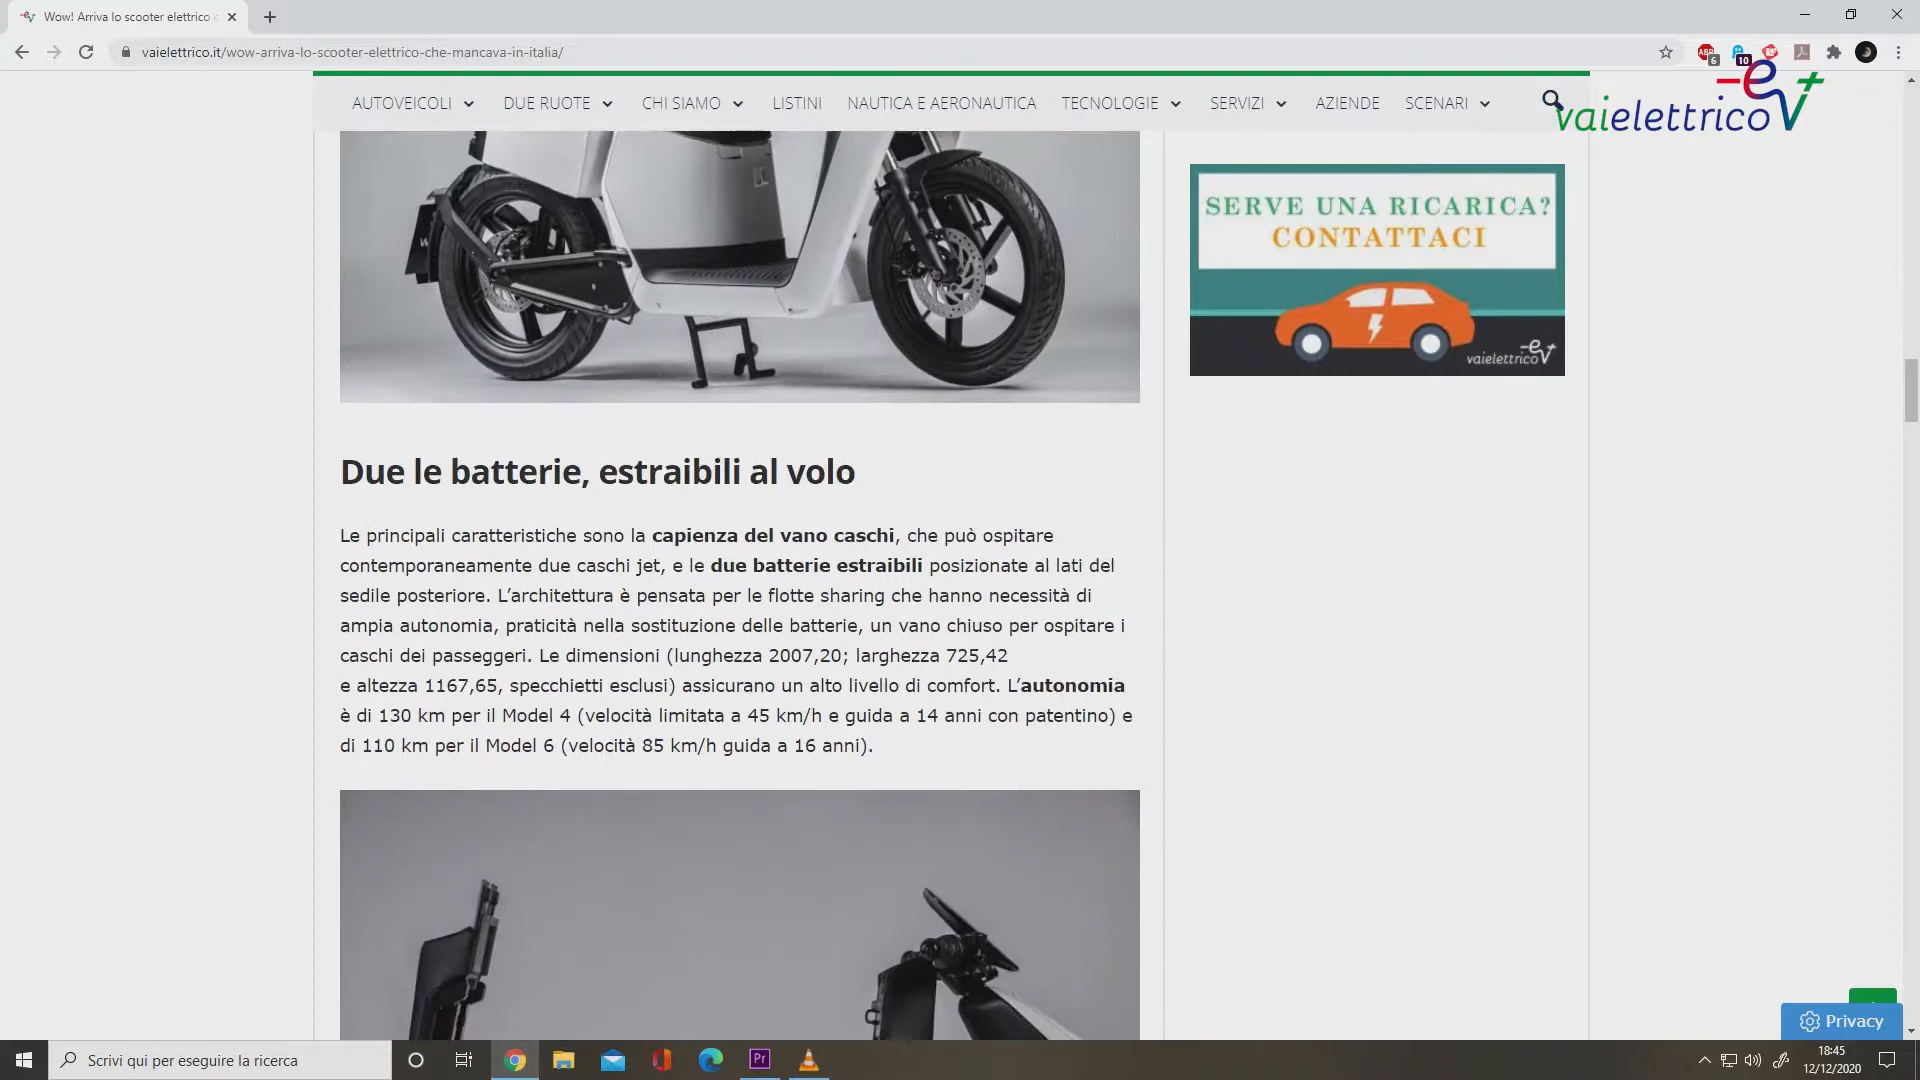 Wow! Arriva lo scooter elettrico
vaielettrico.it/wow-arriva-lo-scooter-elettrico-che-mancava-in-italia/
ABP
6
10
AUTOVEICOLI
DUE RUOTE
CHI SIAMO
LISTINI
NAUTICA E AERONAUTICA
TECNOLOGIE
SERVIZI
AZIENDE
SCENARI
vaielettrico
SERVE UNA RICARICA?
CONTATTACI
vaielettrico
Due le batterie, estraibili al volo
Le principali caratteristiche sono la capienza del vano caschi, che può ospitare
contemporaneamente due caschi jet, e le due batterie estraibili posizionate al lati del
sedile posteriore. L’architettura è pensata per le flotte sharing che hanno necessità di
ampia autonomia, praticità nella sostituzione delle batterie, un vano chiuso per ospitare i
caschi dei passeggeri. Le dimensioni (lunghezza 2007,20; larghezza 725,42
e altezza 1167,65, specchietti esclusi) assicurano un alto livello di comfort. L’autonomia
è di 130 km per il Model 4 (velocità limitata a 45 km/h e guida a 14 anni con patentino) e
di 110 km per il Model 6 (velocità 85 km/h guida a 16 anni).
Privacy
Scrivi qui per eseguire la ricerca
Pr
18:45
12/12/2020